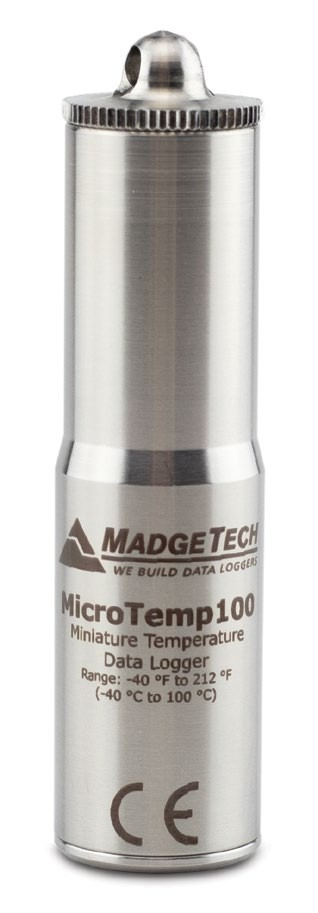 MADGETECH
WE BUILD DATA LOGGERS
MicroTemp100
Miniature Temperature
Data Logger
Range: -40 °F to 212 °F
(-40 °C to 100 °C)
CE